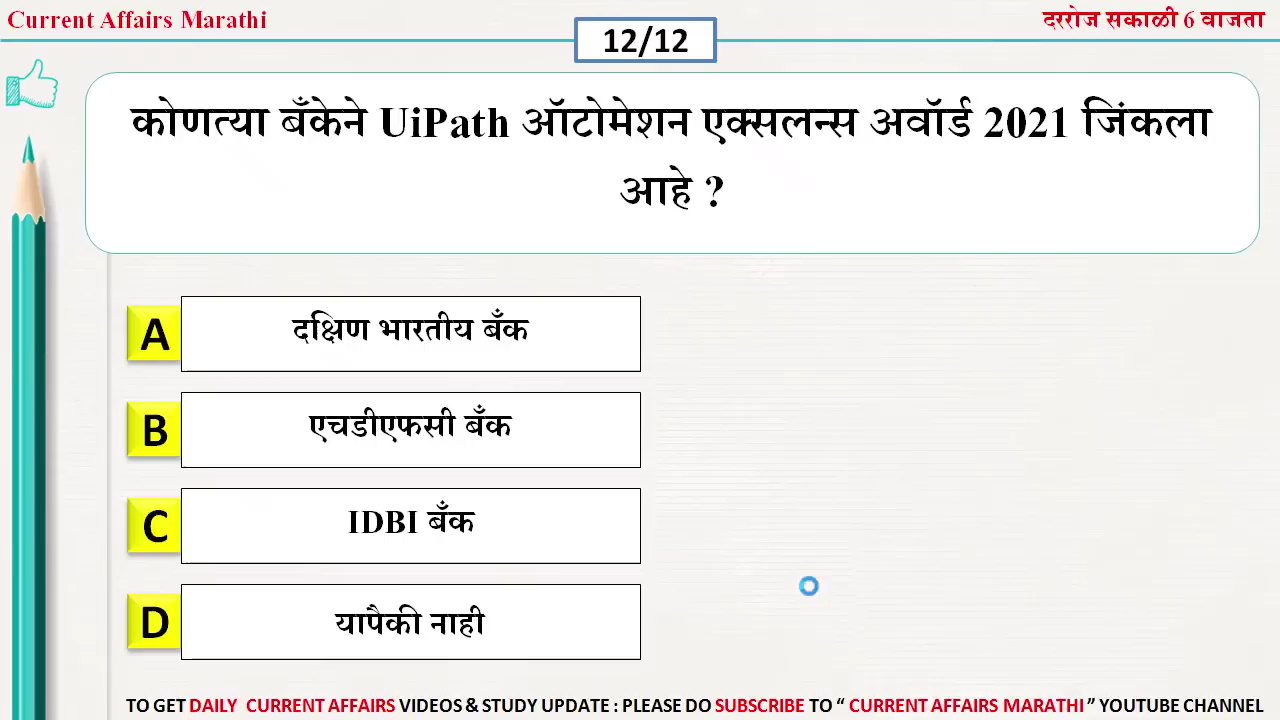 Current Affairs Marathi
दररोज सकाळी 6 वाजता
12/12
कोणत्या बँकेने UiPath ऑटोमेशन एक्सलन्स अवॉर्ड 2021 जिंकला
आहे ?
A दक्षिण भारतीय बँक
B एचडीएफसी बँक
C IDBI बँक
D यापैकी नाही
TO GET DAILY CURRENT AFFAIRS VIDEOS & STUDY UPDATE : PLEASE DO SUBSCRIBE TO “ CURRENT AFFAIRS MARATHI ” YOUTUBE CHANNEL